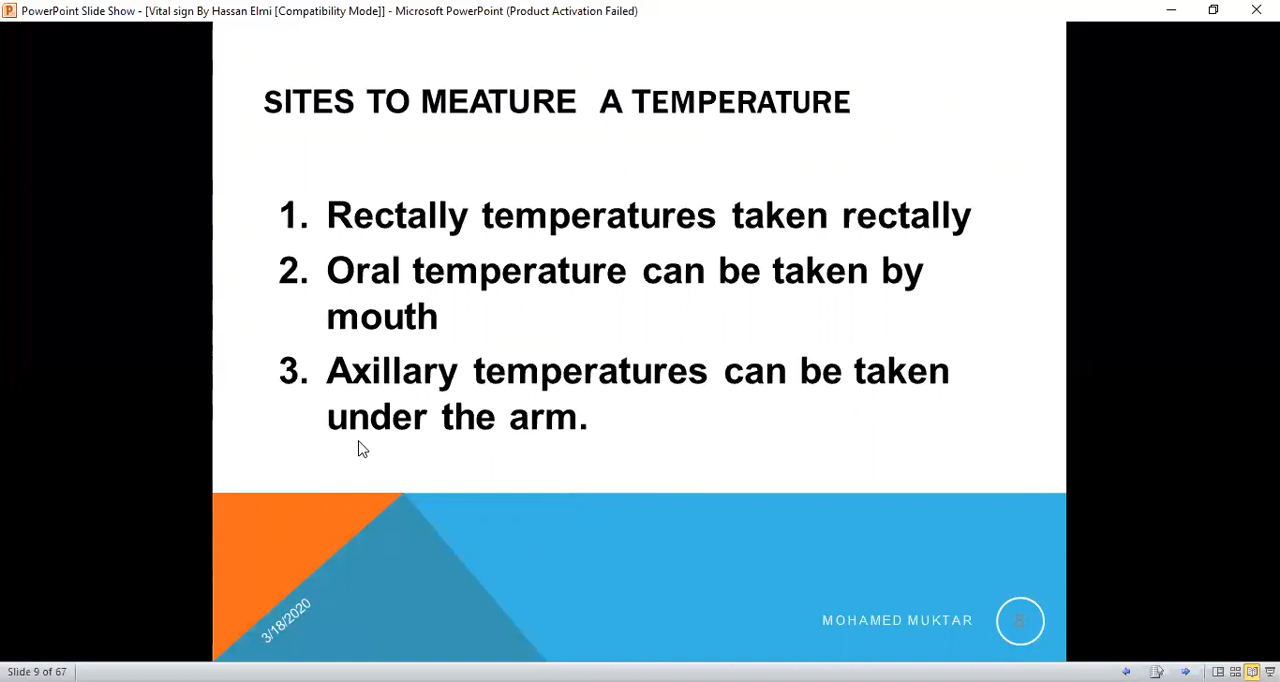 PowerPoint Slide Show - [Vital sign By Hassan Elmi [Compatibility Mode]] - Microsoft PowerPoint (Product Activation Failed)
SITES TO MEATURE A TEMPERATURE
1. Rectally temperatures taken rectally
2. Oral temperature can be taken by
mouth
3. Axillary temperatures can be taken
under the arm.
3/18/2020
MOHAMED MUKTAR
8
Slide 9 of 67